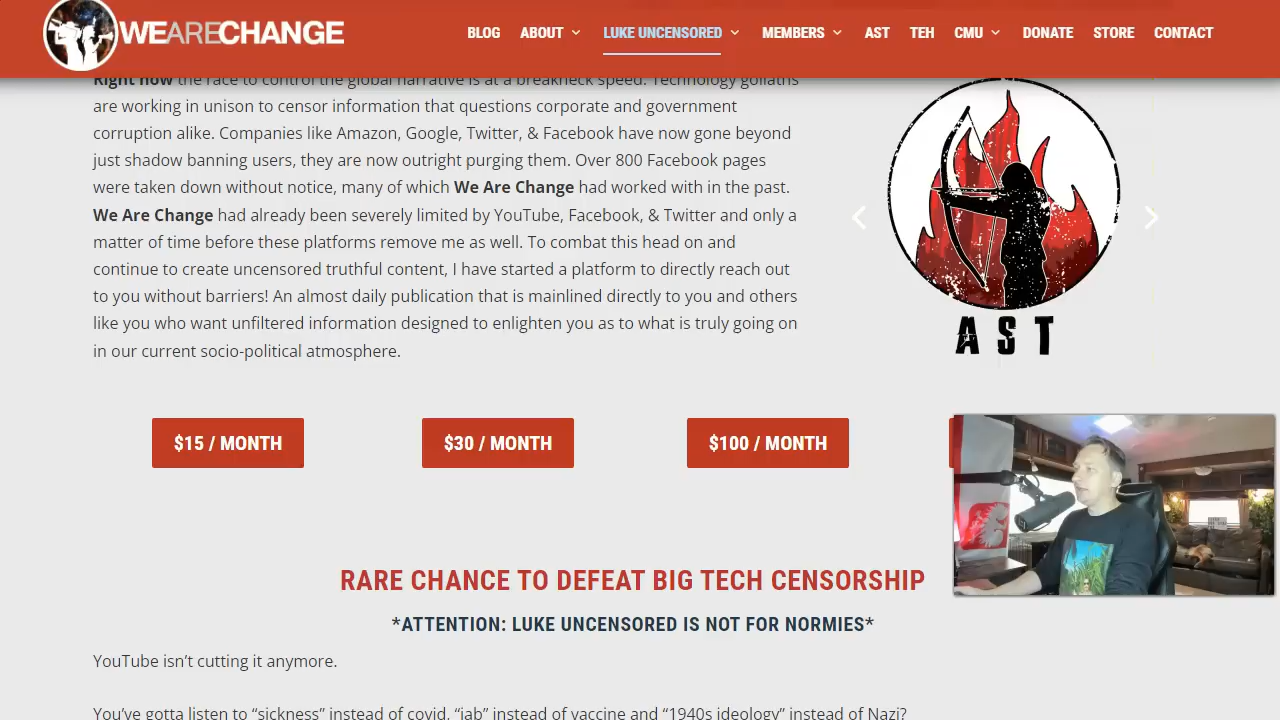 WEARECHANGE
BLOG ABOUT LUKE UNCENSORED MEMBERS AST TEH CMU DONATE STORE CONTACT
Right now the race to control the global narrative is at a breakneck speed. Technology goliaths
are working in unison to censor information that questions corporate and government
corruption alike. Companies like Amazon, Google, Twitter, & Facebook have now gone beyond
just shadow banning users, they are now outright purging them. Over 800 Facebook pages
were taken down without notice, many of which We Are Change had worked with in the past.
We Are Change had already been severely limited by YouTube, Facebook, & Twitter and only a
matter of time before these platforms remove me as well. To combat this head on and
continue to create uncensored truthful content, I have started a platform to directly reach out
to you without barriers! An almost daily publication that is mainlined directly to you and others
like you who want unfiltered information designed to enlighten you as to what is truly going on
in our current socio-political atmosphere.
AST
$15 / MONTH $30 / MONTH $100 / MONTH
RARE CHANCE TO DEFEAT BIG TECH CENSORSHIP
*ATTENTION: LUKE UNCENSORED IS NOT FOR NORMIES*
YouTube isn’t cutting it anymore.
You’ve gotta listen to “sickness” instead of covid, “jab” instead of vaccine and “1940s ideology” instead of Nazi?